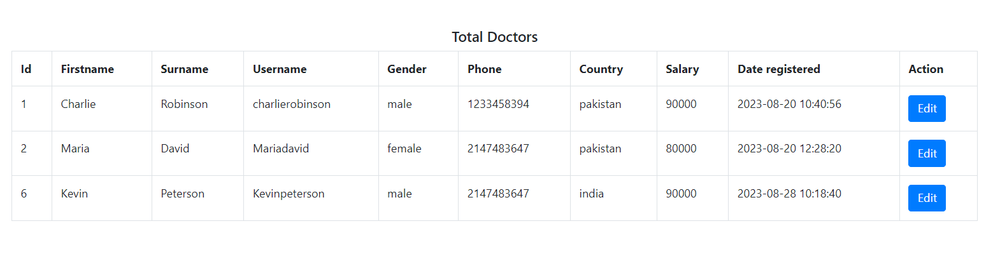 Total Doctors
Id Firstname Surname Username Gender Phone Country Salary Date registered Action
1 Charlie Robinson charlierobinson male 1233458394 pakistan 90000 2023-08-20 10:40:56 Edit
2 Maria David Mariadavid female 2147483647 pakistan 80000 2023-08-20 12:28:20 Edit
6 Kevin Peterson Kevinpeterson male 2147483647 india 90000 2023-08-28 10:18:40 Edit